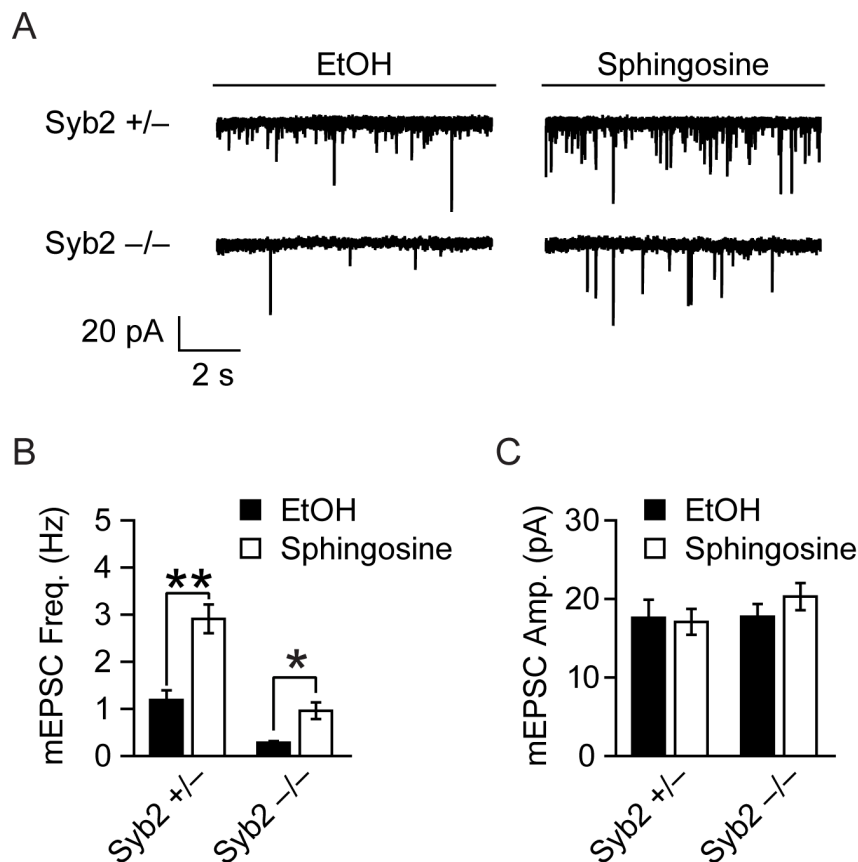 A
EtOH Sphingosine
Syb2 +/–
Syb2 –/–
20 pA
2 s
B
mEPSC Freq. (Hz)
EtOH
Sphingosine
5
4
3
2
1
0
**
*
Syb2 +/–
Syb2 –/–
C
mEPSC Amp. (pA)
EtOH
Sphingosine
30
20
10
0
Syb2 +/–
Syb2 –/–